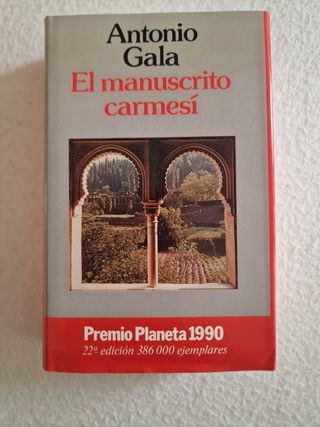 Antonio
Gala
El manuscrito
carmesí
Premio Planeta 1990
22ª edición 386 000 ejemplares